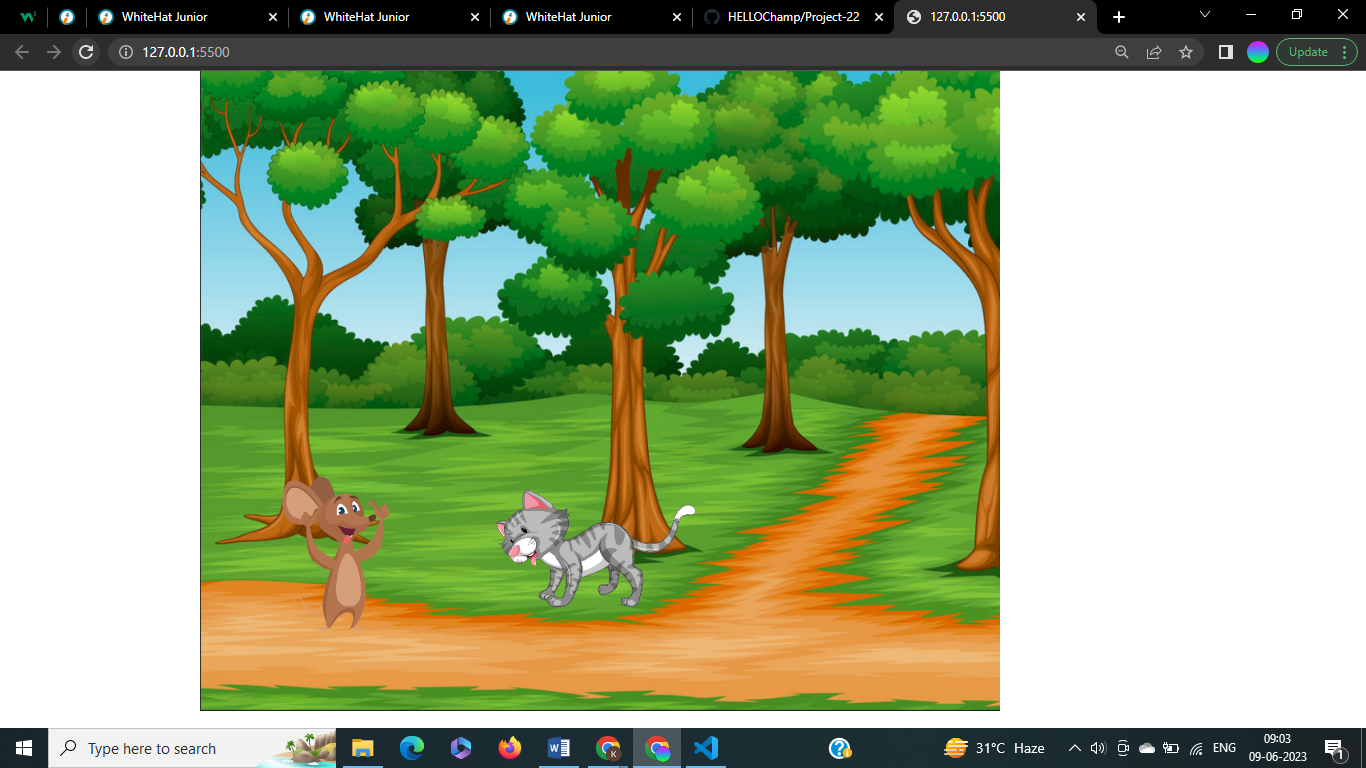 WhiteHat Junior
WhiteHat Junior
WhiteHat Junior
HELLOChamp/Project-22
127.0.0.1:5500
127.0.0.1:5500
Update
Type here to search
31°C Haze
ENG
09:03
09-06-2023
1